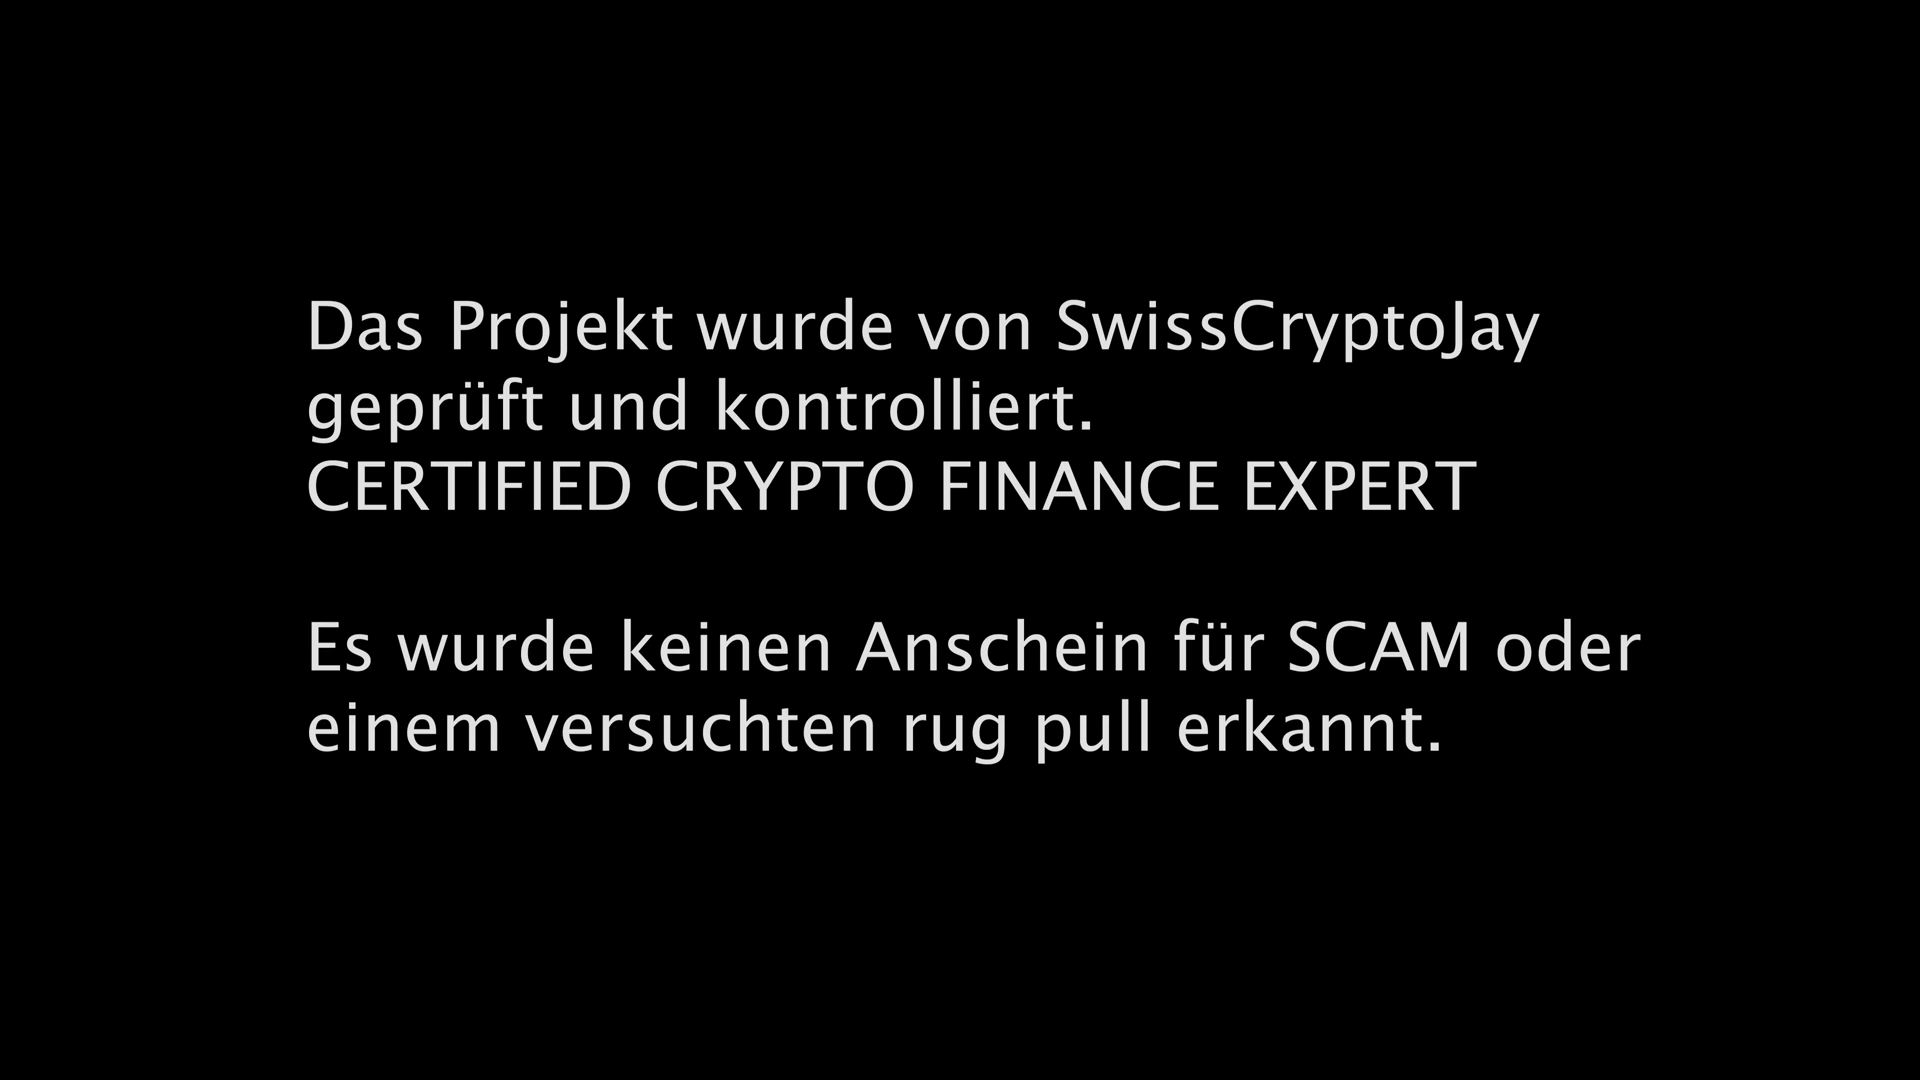 Das Projekt wurde von SwissCryptoJay
geprüft und kontrolliert.
CERTIFIED CRYPTO FINANCE EXPERT
Es wurde keinen Anschein für SCAM oder
einem versuchten rug pull erkannt.